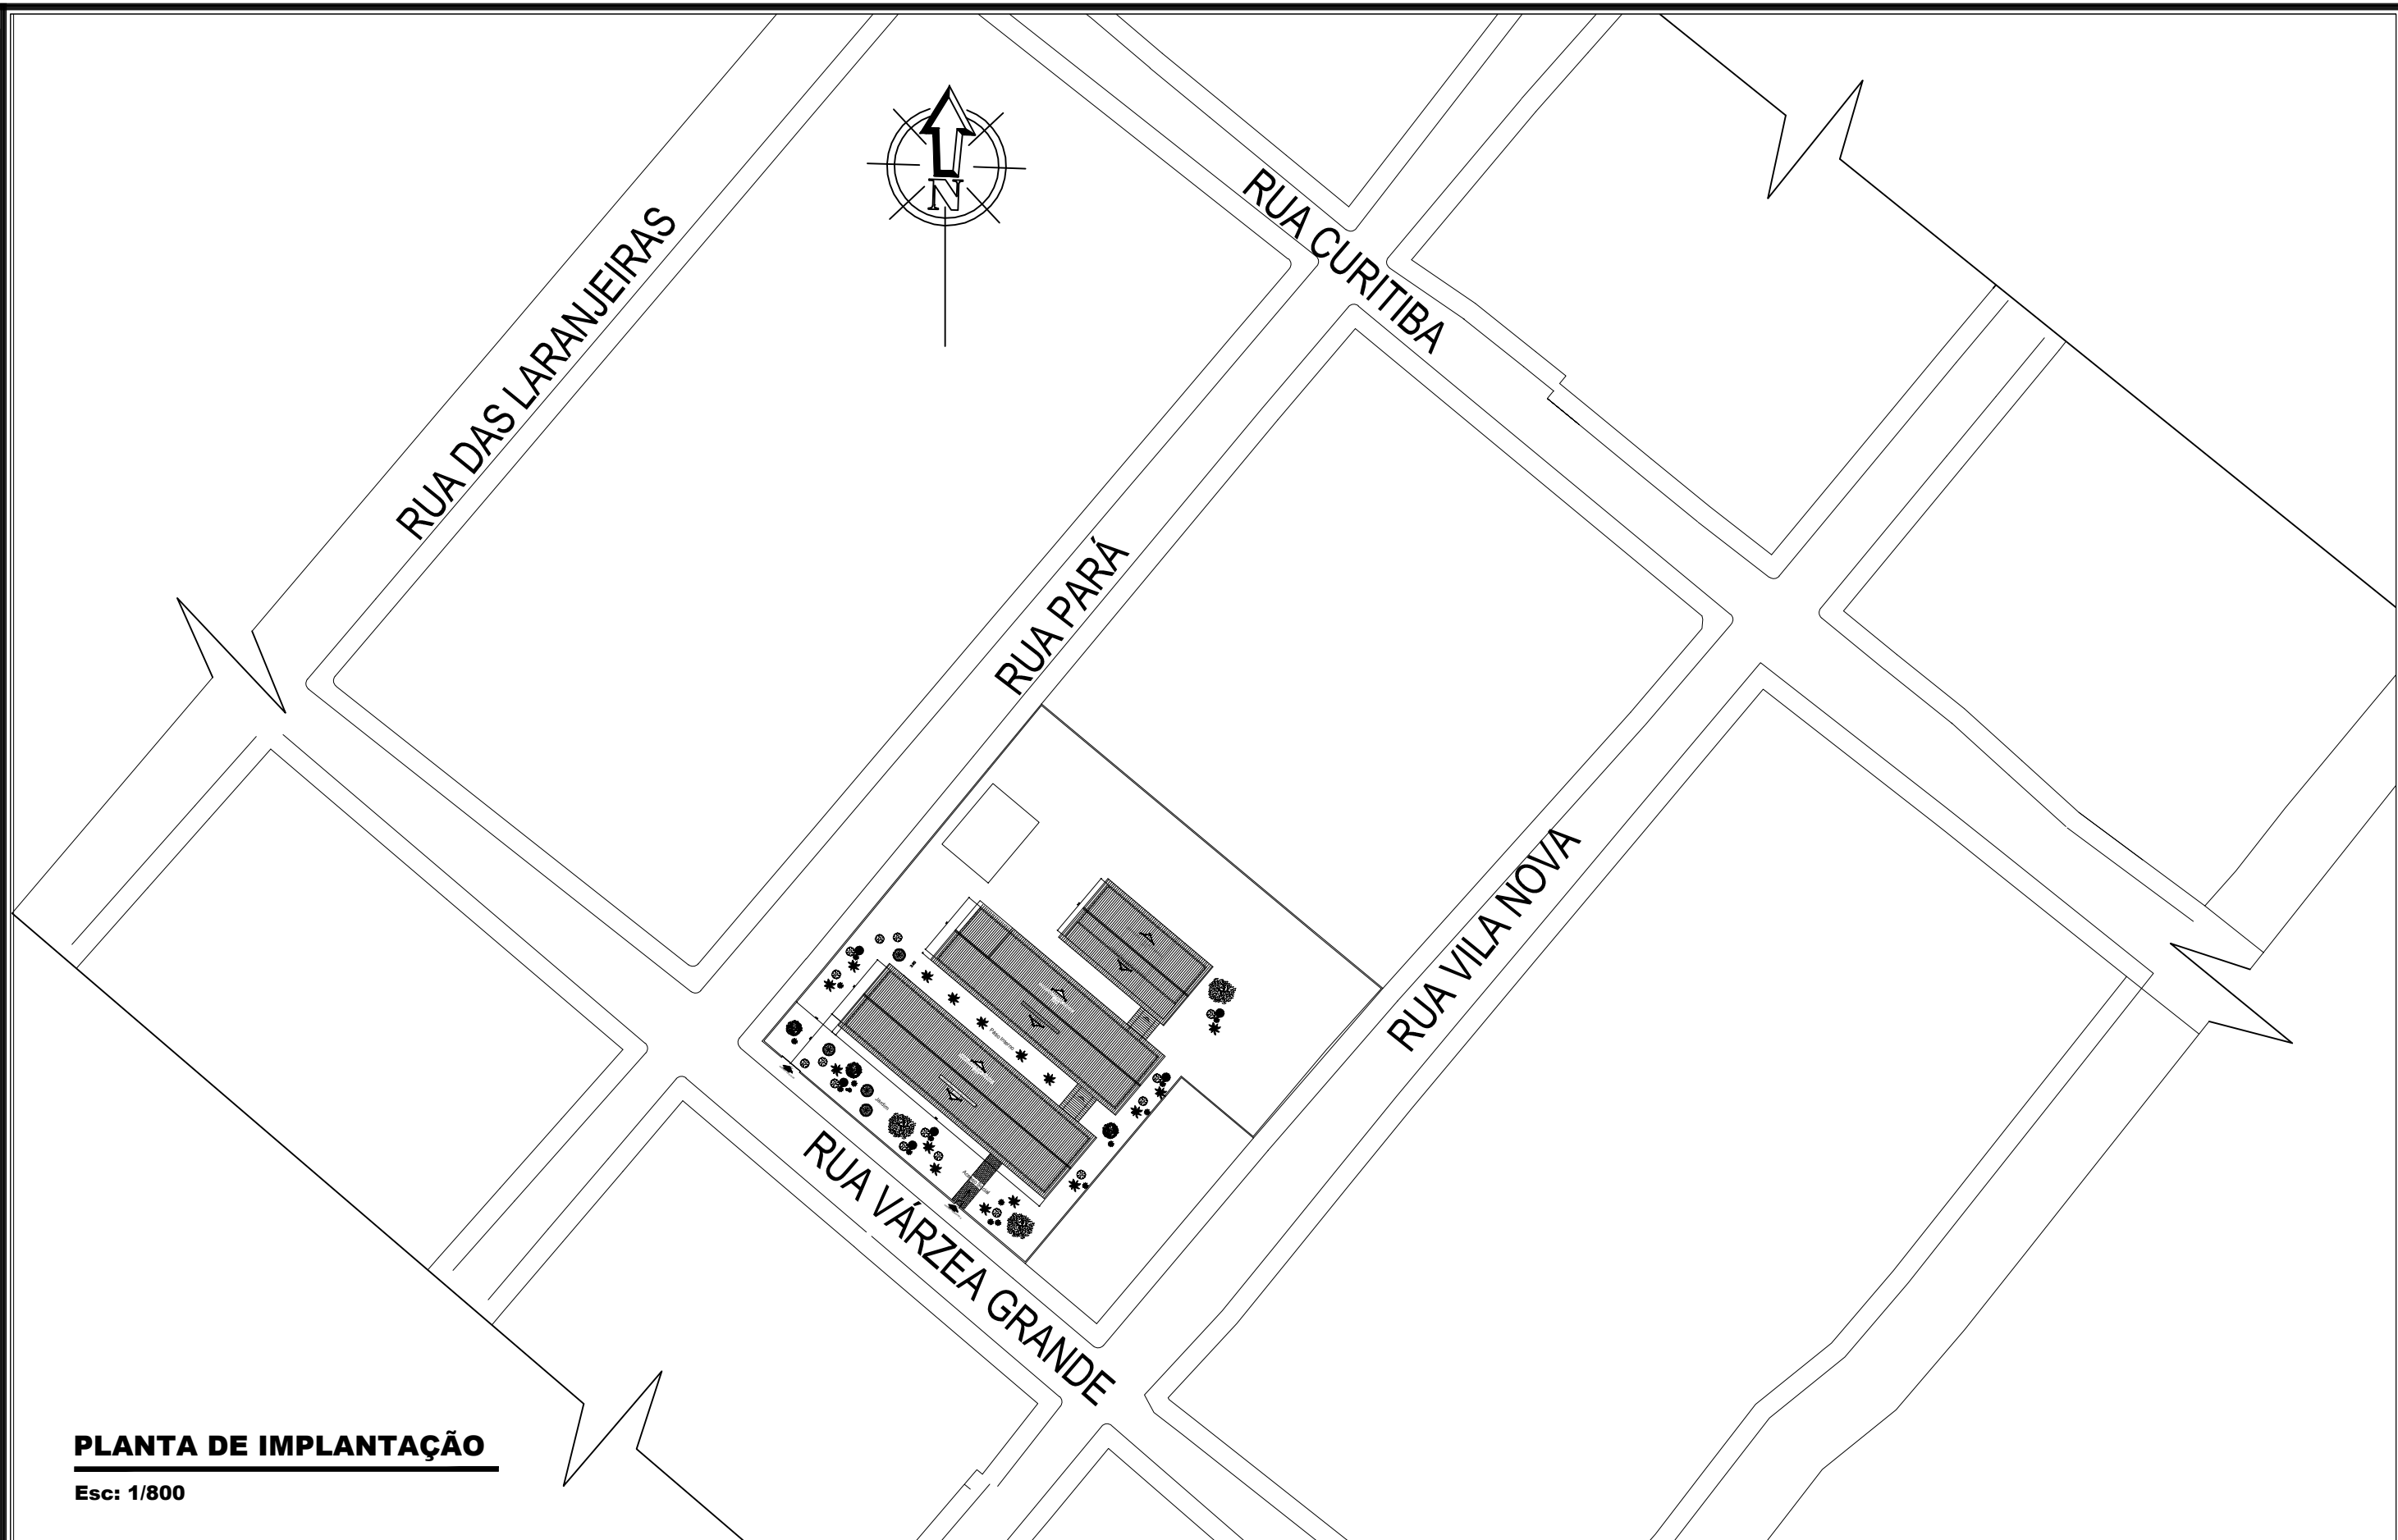 N
RUA CURITIBA
RUA DAS LARANJEIRAS
RUA PARÁ
RUA VILA NOVA
Jardim
RUA VÁRZEA GRANDE
PLANTA DE IMPLANTAÇÃO
Esc: 1/800